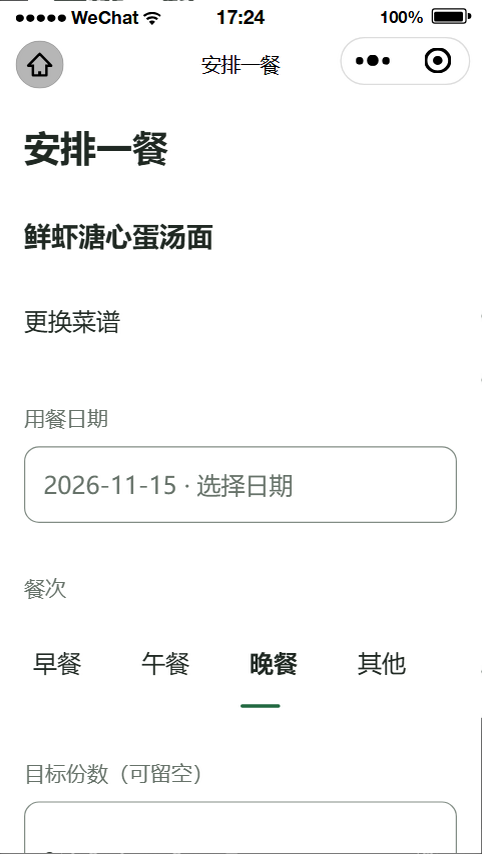 WeChat 17:24 100%
安排一餐
安排一餐
鲜虾溏心蛋汤面
更换菜谱
用餐日期
2026-11-15 · 选择日期
餐次
早餐 午餐 晚餐 其他
目标份数（可留空）